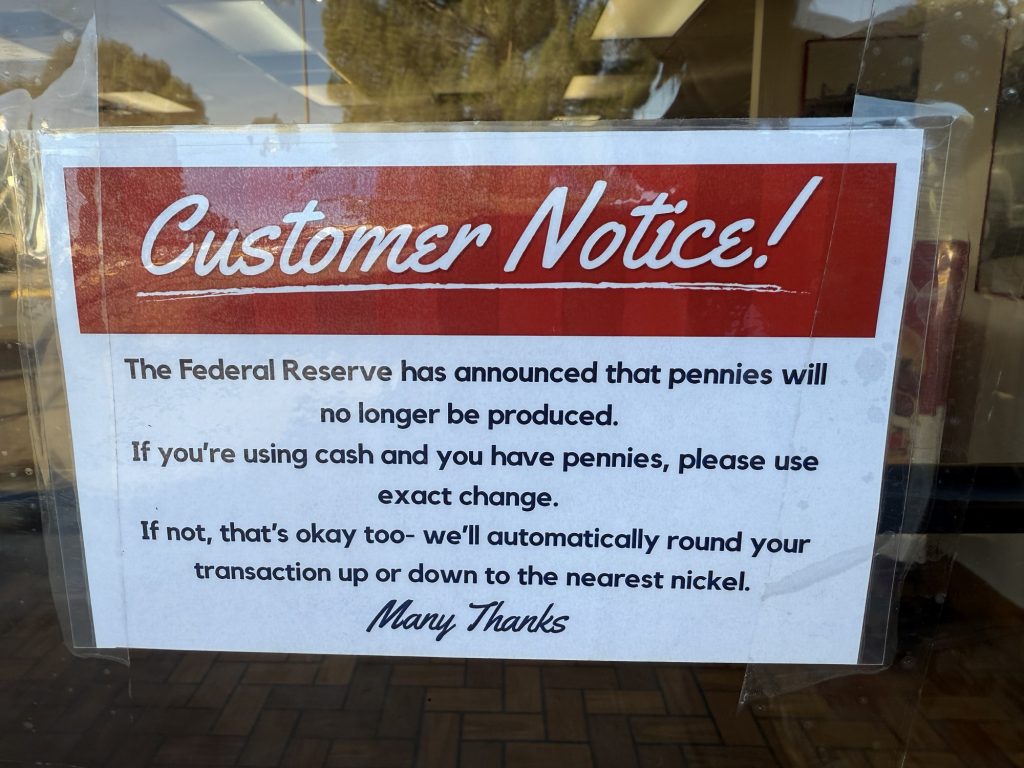 Customer Notice!
The Federal Reserve has announced that pennies will
no longer be produced.
If you're using cash and you have pennies, please use
exact change.
If not, that's okay too- we'll automatically round your
transaction up or down to the nearest nickel.
Many Thanks